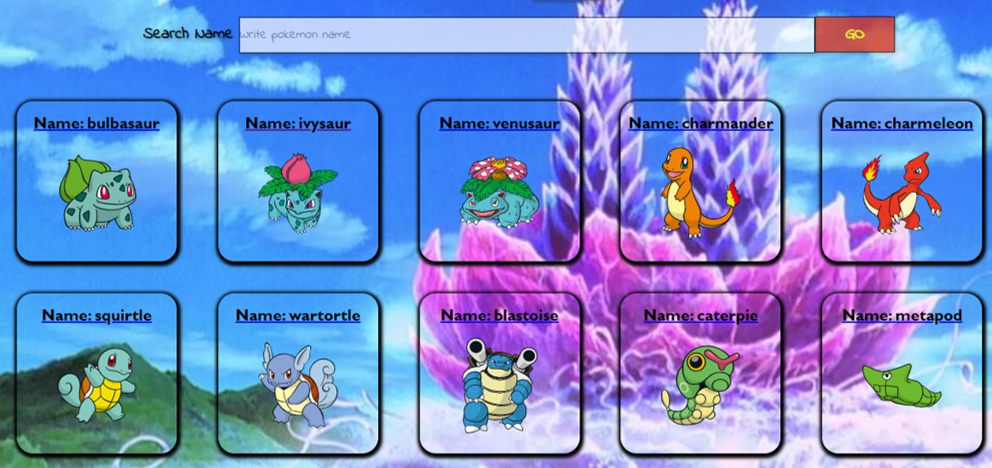 Search Name write pokemon name GO
Name: bulbasaur
Name: ivysaur
Name: venusaur
Name: charmander
Name: charmeleon
Name: squirtle
Name: wartortle
Name: blastoise
Name: caterpie
Name: metapod